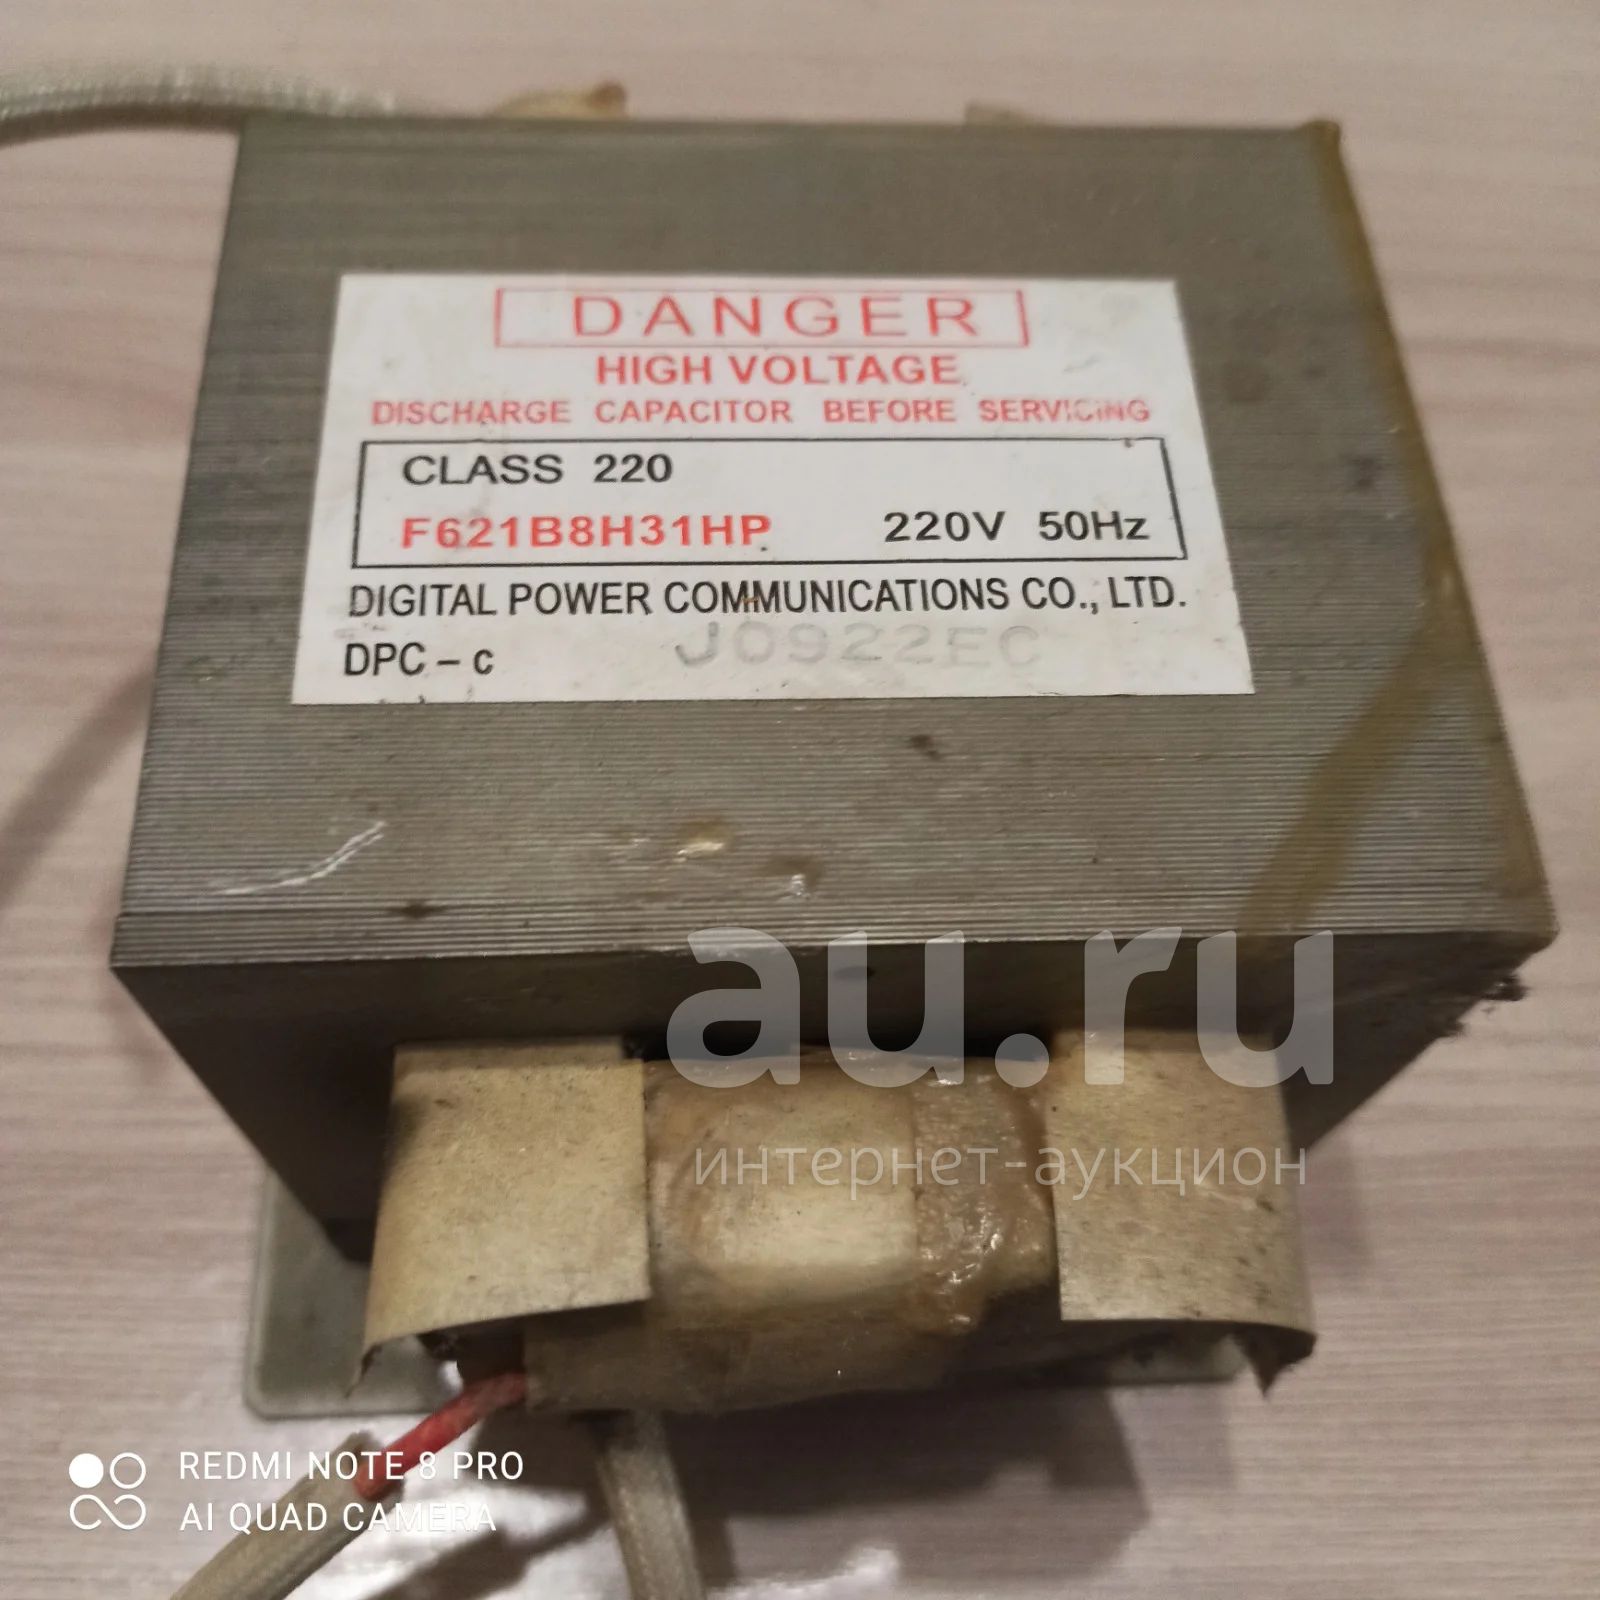 DANGER
HIGH VOLTAGE
DISCHARGE CAPACITOR BEFORE SERVICING
CLASS 220
F621B8H31HP 220V 50Hz
DIGITAL POWER COMMUNICATIONS CO., LTD.
DPC – c J0922EC
au.ru
интернет-аукцион
REDMI NOTE 8 PRO
AI QUAD CAMERA